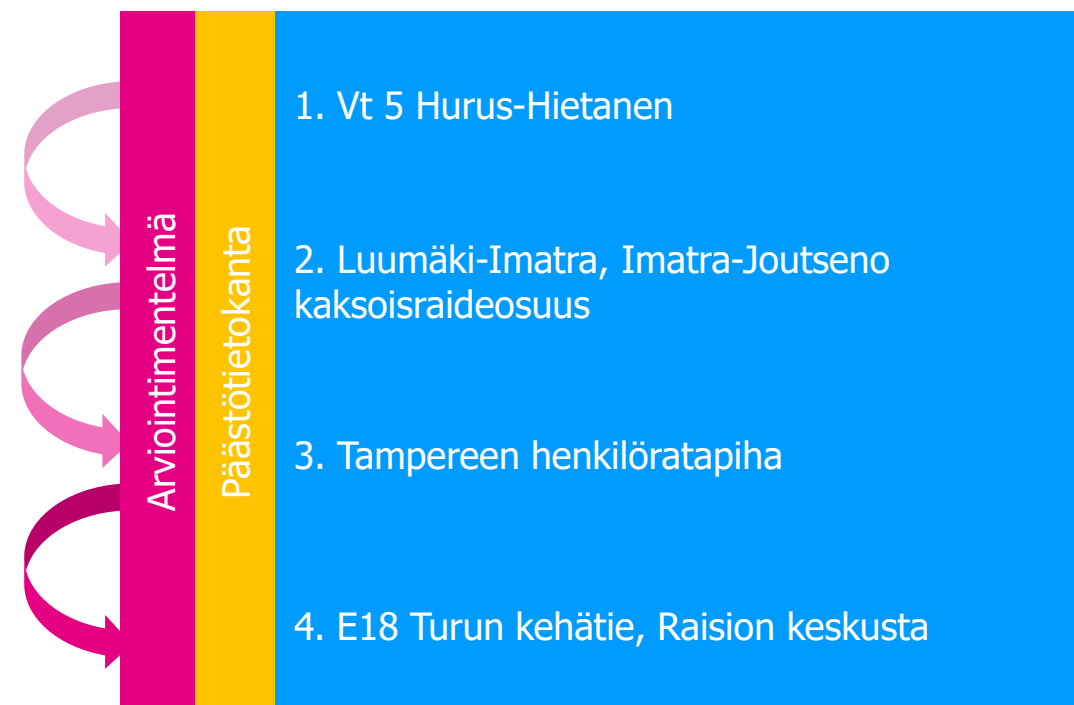 Arviointimentelmä
Päästötietokanta
1. Vt 5 Hurus-Hietanen
2. Luumäki-Imatra, Imatra-Joutseno
kaksoisraideosuus
3. Tampereen henkilöratapiha
4. E18 Turun kehätie, Raision keskusta